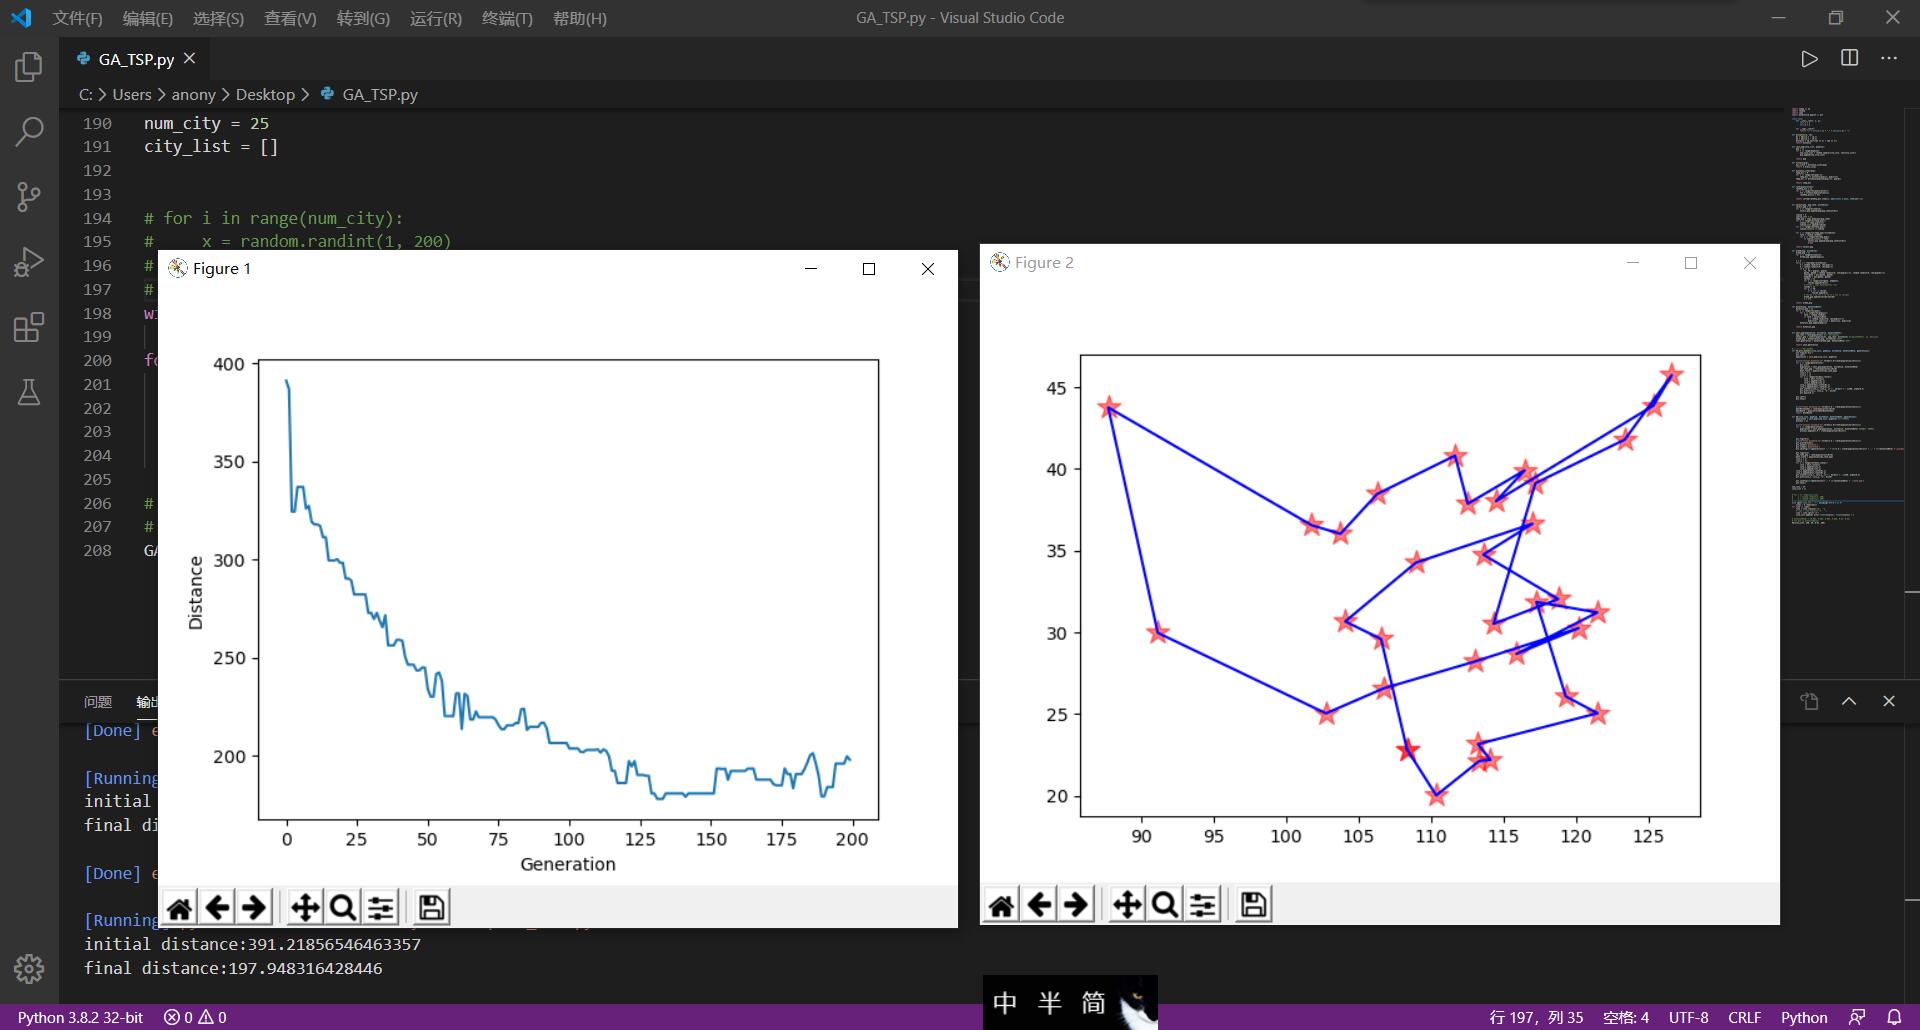 文件(F) 编辑(E) 选择(S) 查看(V) 转到(G) 运行(R) 终端(T) 帮助(H)
GA_TSP.py - Visual Studio Code
GA_TSP.py
C: > Users > anony > Desktop > GA_TSP.py
190 num_city = 25
191 city_list = []
192
193
194 # for i in range(num_city):
195 #     x = random.randint(1, 200)
196 #
197 #
198 wi
199
200 fo
201
202
203
204
205
206 #
207 #
208 GA
Figure 1
400
350
300
250
200
Distance
0 25 50 75 100 125 150 175 200
Generation
Figure 2
45
40
35
30
25
20
90 95 100 105 110 115 120 125
问题 输出
[Done] e
[Running
initial
final di
[Done] e
[Running
initial distance:391.21856546463357
final distance:197.948316428446
中 半 简
Python 3.8.2 32-bit 0 0
行 197，列 35 空格: 4 UTF-8 CRLF Python